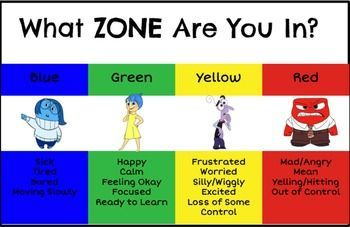 What ZONE Are You In?
Blue
Green
Yellow
Red
Sick
Tired
Bored
Moving Slowly
Happy
Calm
Feeling Okay
Focused
Ready to Learn
Frustrated
Worried
Silly/Wiggly
Excited
Loss of Some
Control
Mad/Angry
Mean
Yelling/Hitting
Out of Control